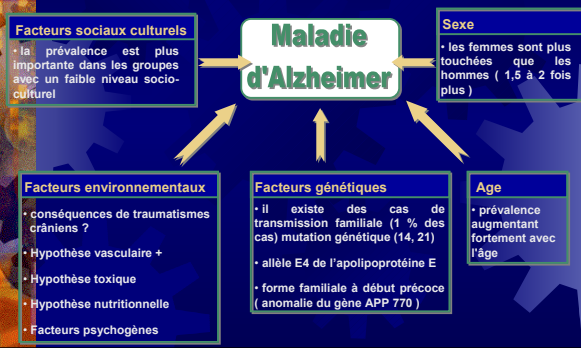 Facteurs sociaux culturels
• la prévalence est plus
importante dans les groupes
avec un faible niveau socio-
culturel
Maladie
d'Alzheimer
Sexe
• les femmes sont plus
touchées que les
hommes ( 1,5 à 2 fois
plus )
Facteurs environnementaux
• conséquences de traumatismes
crâniens ?
• Hypothèse vasculaire +
• Hypothèse toxique
• Hypothèse nutritionnelle
• Facteurs psychogènes
Facteurs génétiques
• il existe des cas de
transmission familiale (1 % des
cas) mutation génétique (14, 21)
• allèle E4 de l'apolipoprotéine E
• forme familiale à début précoce
( anomalie du gène APP 770 )
Age
• prévalence
augmentant
fortement avec
l'âge